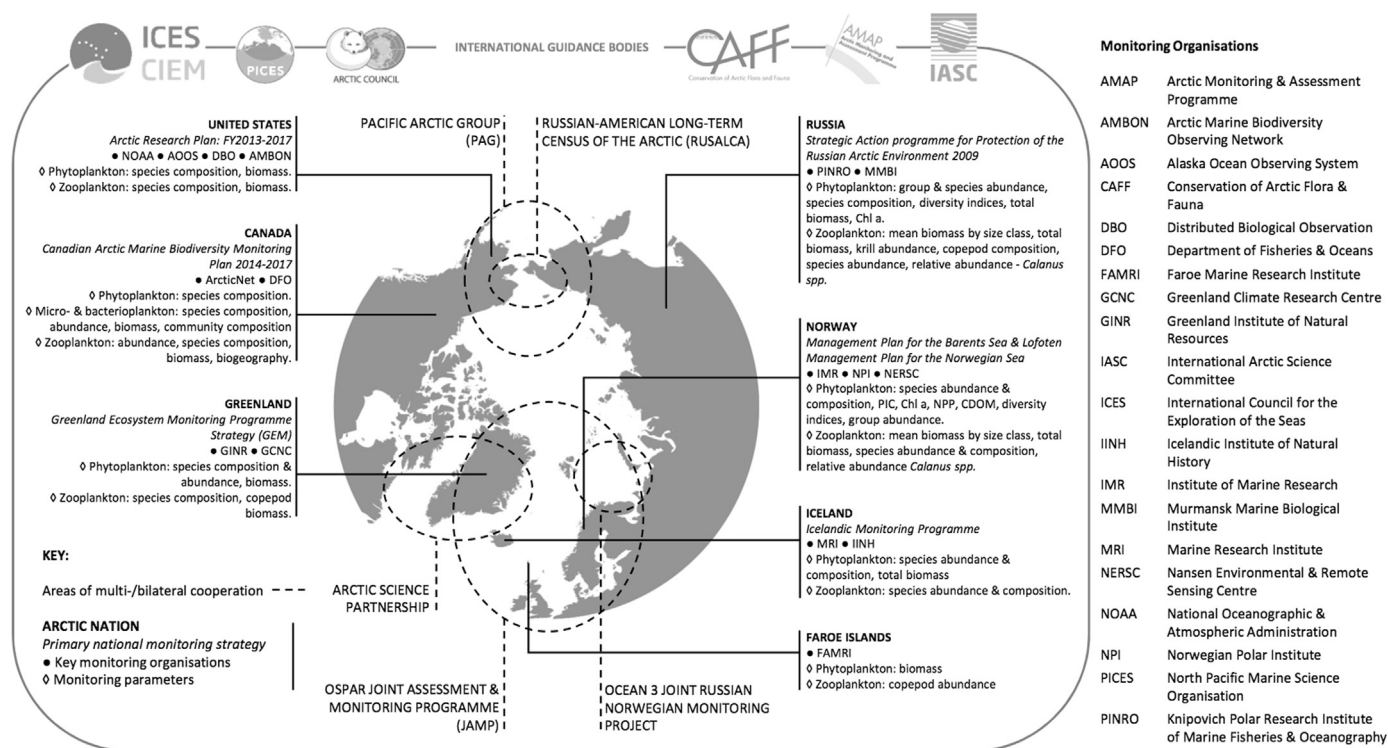 ICES
CIEM
PICES
ARCTIC COUNCIL
INTERNATIONAL GUIDANCE BODIES
CAFF
Conservation of Arctic Flora and Fauna
AMAP
Arctic Monitoring and
Assessment Programme
IASC
UNITED STATES
Arctic Research Plan: FY2013-2017
● NOAA ● AOOS ● DBO ● AMBON
◊ Phytoplankton: species composition, biomass.
◊ Zooplankton: species composition, biomass.
CANADA
Canadian Arctic Marine Biodiversity Monitoring
Plan 2014-2017
● ArcticNet ● DFO
◊ Phytoplankton: species composition.
◊ Micro- & bacterioplankton: species composition,
abundance, biomass, community composition
◊ Zooplankton: abundance, species composition,
biomass, biogeography.
GREENLAND
Greenland Ecosystem Monitoring Programme
Strategy (GEM)
● GINR ● GCNC
◊ Phytoplankton: species composition &
abundance, biomass.
◊ Zooplankton: species composition, copepod
biomass.
KEY:
Areas of multi-/bilateral cooperation
ARCTIC NATION
Primary national monitoring strategy
● Key monitoring organisations
◊ Monitoring parameters
PACIFIC ARCTIC GROUP
(PAG)
RUSSIAN-AMERICAN LONG-TERM
CENSUS OF THE ARCTIC (RUSALCA)
ARCTIC SCIENCE
PARTNERSHIP
OSPAR JOINT ASSESSMENT &
MONITORING PROGRAMME
(JAMP)
OCEAN 3 JOINT RUSSIAN
NORWEGIAN MONITORING
PROJECT
RUSSIA
Strategic Action programme for Protection of the
Russian Arctic Environment 2009
● PINRO ● MMBI
◊ Phytoplankton: group & species abundance,
species composition, diversity indices, total
biomass, Chl a.
◊ Zooplankton: mean biomass by size class, total
biomass, krill abundance, copepod composition,
species abundance, relative abundance - Calanus
spp.
NORWAY
Management Plan for the Barents Sea & Lofoten
Management Plan for the Norwegian Sea
● IMR ● NPI ● NERSC
◊ Phytoplankton: species abundance &
composition, PIC, Chl a, NPP, CDOM, diversity
indices, group abundance.
◊ Zooplankton: mean biomass by size class, total
biomass, species abundance & composition,
relative abundance Calanus spp.
ICELAND
Icelandic Monitoring Programme
● MRI ● IINH
◊ Phytoplankton: species abundance &
composition, total biomass
◊ Zooplankton: species abundance & composition.
FAROE ISLANDS
● FAMRI
◊ Phytoplankton: biomass
◊ Zooplankton: copepod abundance
Monitoring Organisations
AMAP Arctic Monitoring & Assessment
Programme
AMBON Arctic Marine Biodiversity
Observing Network
AOOS Alaska Ocean Observing System
CAFF Conservation of Arctic Flora &
Fauna
DBO Distributed Biological Observation
DFO Department of Fisheries & Oceans
FAMRI Faroe Marine Research Institute
GCNC Greenland Climate Research Centre
GINR Greenland Institute of Natural
Resources
IASC International Arctic Science
Committee
ICES International Council for the
Exploration of the Seas
IINH Icelandic Institute of Natural
History
IMR Institute of Marine Research
MMBI Murmansk Marine Biological
Institute
MRI Marine Research Institute
NERSC Nansen Environmental & Remote
Sensing Centre
NOAA National Oceanographic &
Atmospheric Administration
NPI Norwegian Polar Institute
PICES North Pacific Marine Science
Organisation
PINRO Knipovich Polar Research Institute
of Marine Fisheries & Oceanography